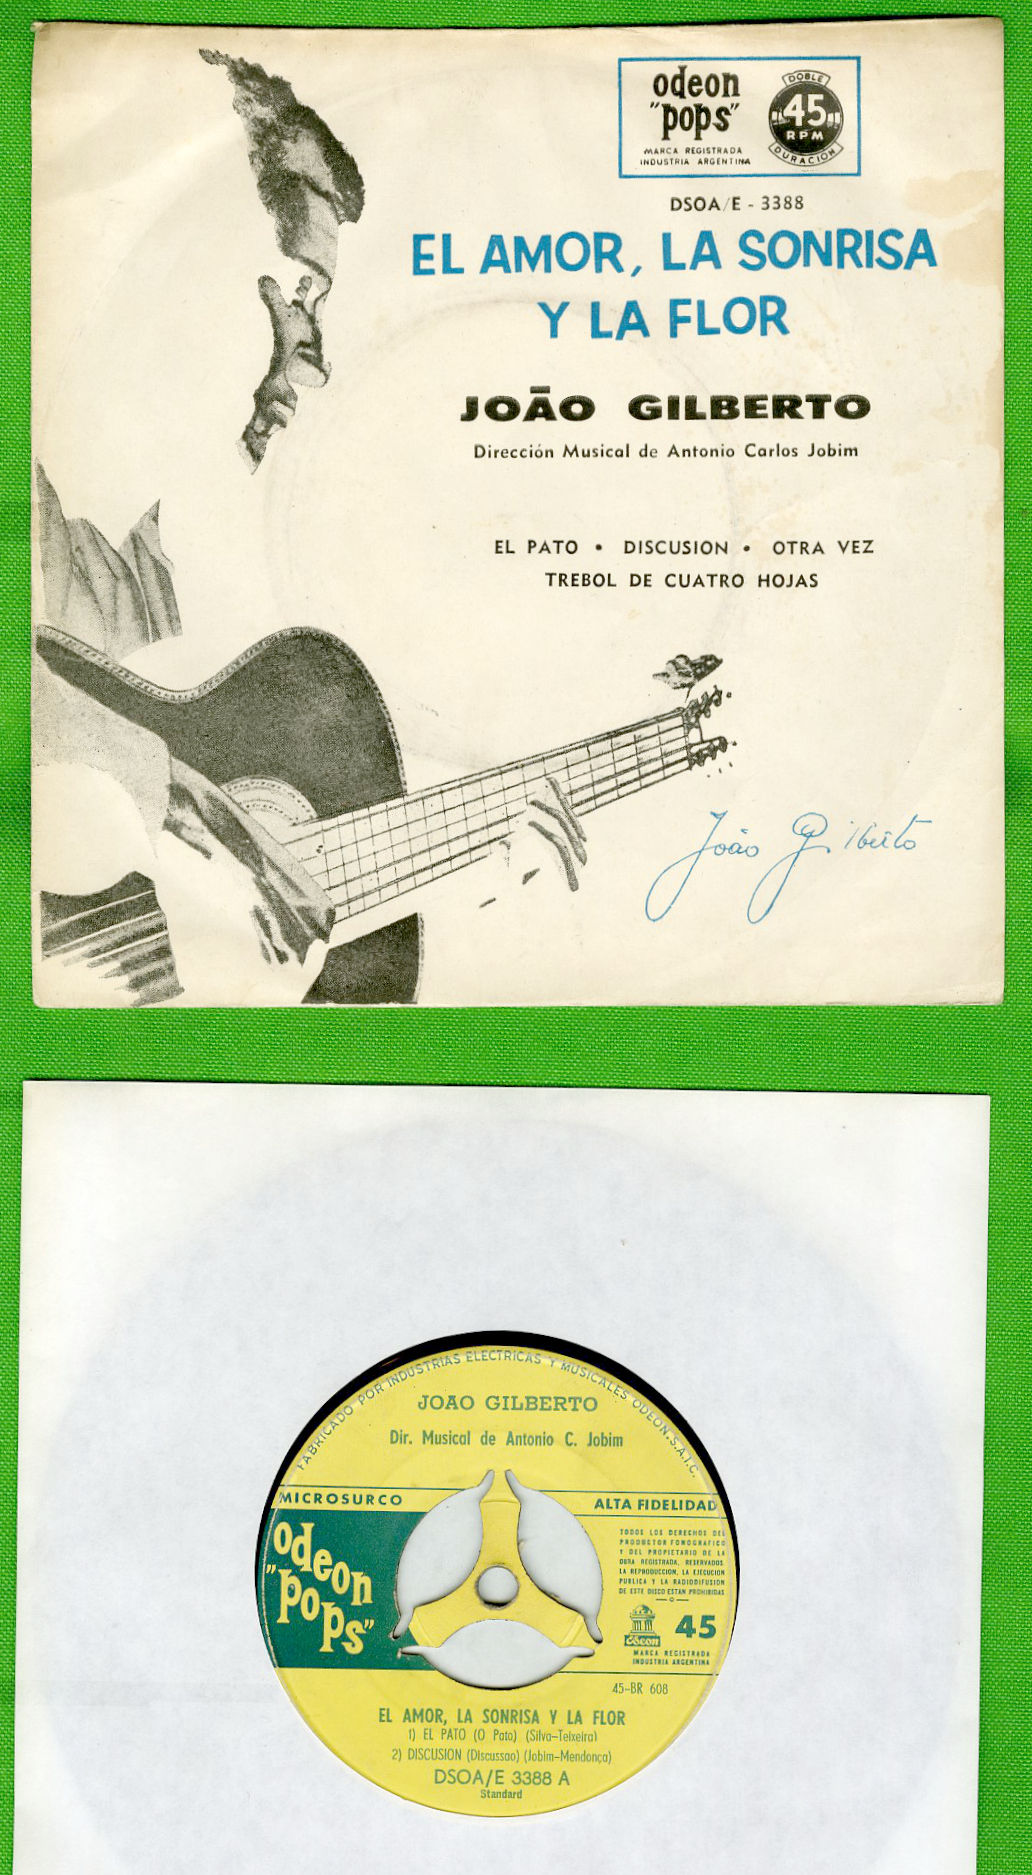 odeon
"pops"
DOBLE
45
RPM
DURACION
MARCA REGISTRADA
INDUSTRIA ARGENTINA
DSOA/E - 3388
EL AMOR, LA SONRISA
Y LA FLOR
JOÃO GILBERTO
Dirección Musical de Antonio Carlos Jobim
EL PATO • DISCUSION • OTRA VEZ
TREBOL DE CUATRO HOJAS
João Gilberto
FABRICADO POR INDUSTRIAS ELECTRICAS Y MUSICALES ODEON.S.A.I.C.
JOAO GILBERTO
Dir. Musical de Antonio C. Jobim
MICROSURCO
ALTA FIDELIDAD
odeon
"pops"
TODOS LOS DERECHOS DEL
PRODUCTOR FONOGRAFICO
Y DEL PROPIETARIO DE LA
OBRA REGISTRADA, RESERVADOS.
LA REPRODUCCION, LA EJECUCION
PUBLICA Y LA RADIODIFUSION
DE ESTE DISCO ESTAN PROHIBIDAS
Odeon
45
MARCA REGISTRADA
INDUSTRIA ARGENTINA
45-BR 608
EL AMOR, LA SONRISA Y LA FLOR
1) EL PATO (O Pato) (Silva-Teixeira)
2) DISCUSION (Discussao) (Jobim-Mendonça)
DSOA/E 3388 A
Standard